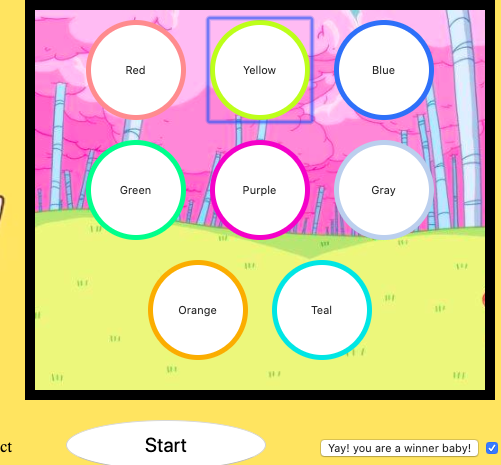 Red
Yellow
Blue
Green
Purple
Gray
Orange
Teal
ct
Start
Yay! you are a winner baby!